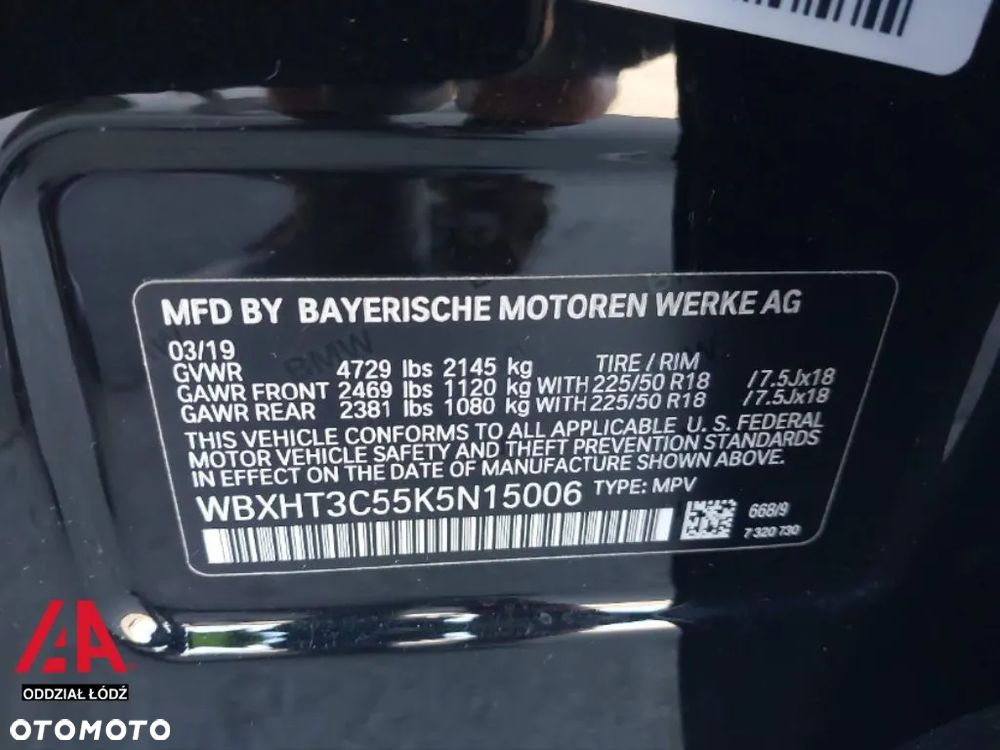 MFD BY BAYERISCHE MOTOREN WERKE AG
03/19 TIRE / RIM
GVWR 4729 lbs 2145 kg
GAWR FRONT 2469 lbs 1120 kg WITH 225/50 R18 /7.5Jx18
GAWR REAR 2381 lbs 1080 kg WITH 225/50 R18 /7.5Jx18
THIS VEHICLE CONFORMS TO ALL APPLICABLE U. S. FEDERAL
MOTOR VEHICLE SAFETY AND THEFT PREVENTION STANDARDS
IN EFFECT ON THE DATE OF MANUFACTURE SHOWN ABOVE.
WBXHT3C55K5N15006 TYPE: MPV
668/9
7 320 730
BMW
ODDZIAŁ ŁÓDŹ
OTOMOTO